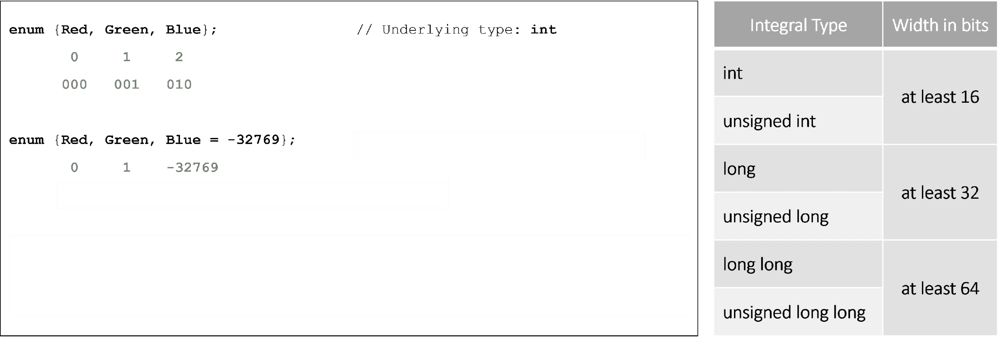 enum {Red, Green, Blue}; // Underlying type: int
0 1 2
000 001 010
enum {Red, Green, Blue = -32769};
0 1 -32769
Integral Type Width in bits
int
unsigned int
at least 16
long
unsigned long
at least 32
long long
unsigned long long
at least 64